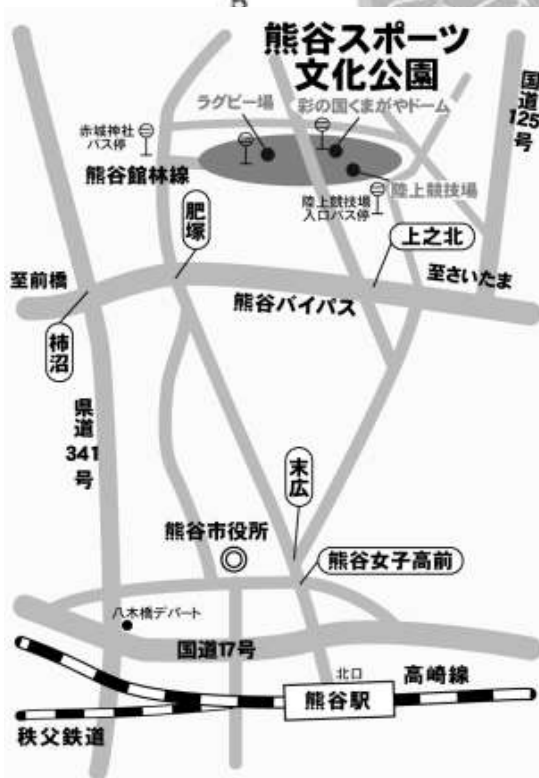 熊谷スポーツ
文化公園
国道
125
号
ラグビー場
彩の国くまがやドーム
赤城神社
バス停
熊谷館林線
陸上競技場
陸上競技場
入口バス停
肥塚
上之北
至前橋
至さいたま
熊谷バイパス
柿沼
県道
341
号
末広
熊谷市役所
熊谷女子高前
八木橋デパート
国道17号
北口
高崎線
熊谷駅
秩父鉄道